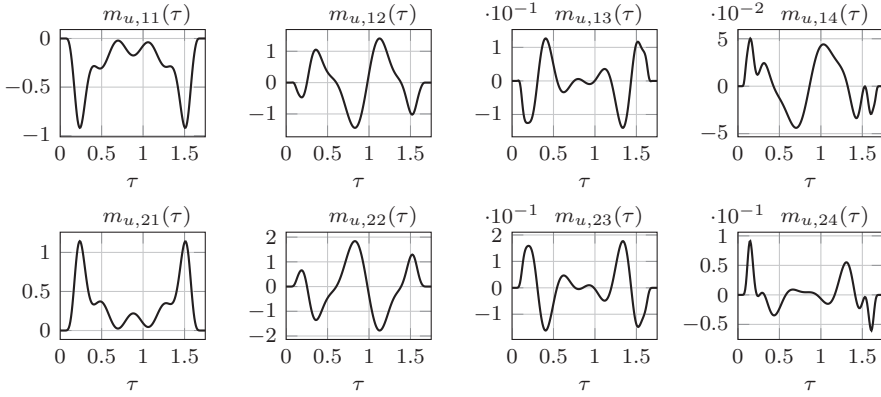 m_{u,11}(τ) m_{u,12}(τ) ·10^{−1} m_{u,13}(τ) ·10^{−2} m_{u,14}(τ)
0 −0.5 −1
1 0 −1
1 0 −1
5 0 −5
0 0.5 1 1.5 0 0.5 1 1.5 0 0.5 1 1.5 0 0.5 1 1.5
τ τ τ τ
m_{u,21}(τ) m_{u,22}(τ) ·10^{−1} m_{u,23}(τ) ·10^{−1} m_{u,24}(τ)
1 0.5 0
2 1 0 −1 −2
2 1 0 −1
1 0.5 0 −0.5
0 0.5 1 1.5 0 0.5 1 1.5 0 0.5 1 1.5 0 0.5 1 1.5
τ τ τ τ